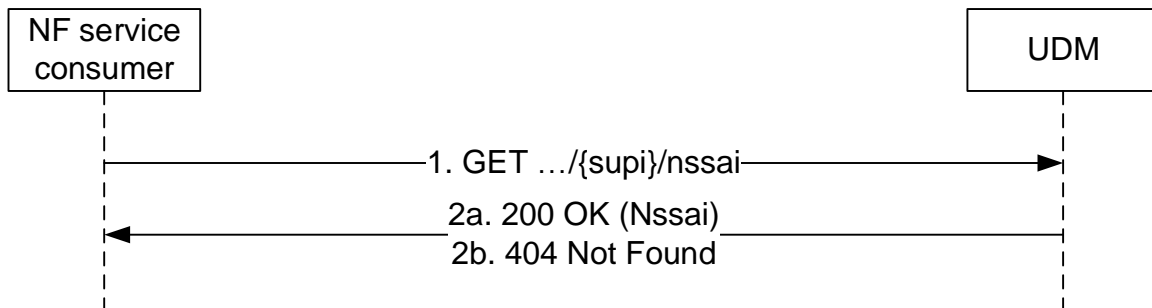 NF service
consumer
UDM
1. GET …/{supi}/nssai
2a. 200 OK (Nssai)
2b. 404 Not Found